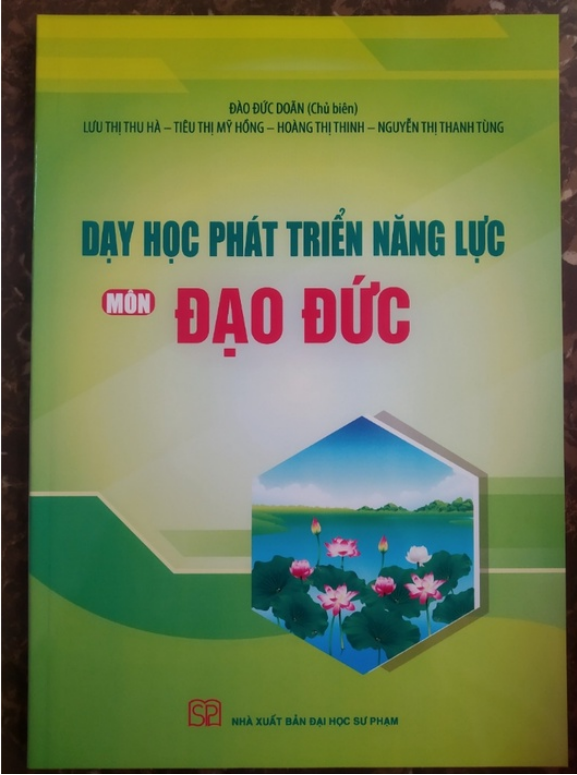 ĐÀO ĐỨC DOÃN (Chủ biên)
LƯU THỊ THU HÀ – TIÊU THỊ MỸ HỒNG – HOÀNG THỊ THINH – NGUYỄN THỊ THANH TÙNG
DẠY HỌC PHÁT TRIỂN NĂNG LỰC
MÔN ĐẠO ĐỨC
SP NHÀ XUẤT BẢN ĐẠI HỌC SƯ PHẠM